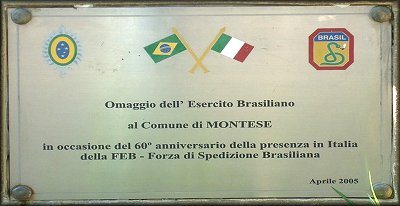 BRASIL
Omaggio dell' Esercito Brasiliano
al Comune di MONTESE
in occasione del 60° anniversario della presenza in Italia
della FEB - Forza di Spedizione Brasiliana
Aprile 2005